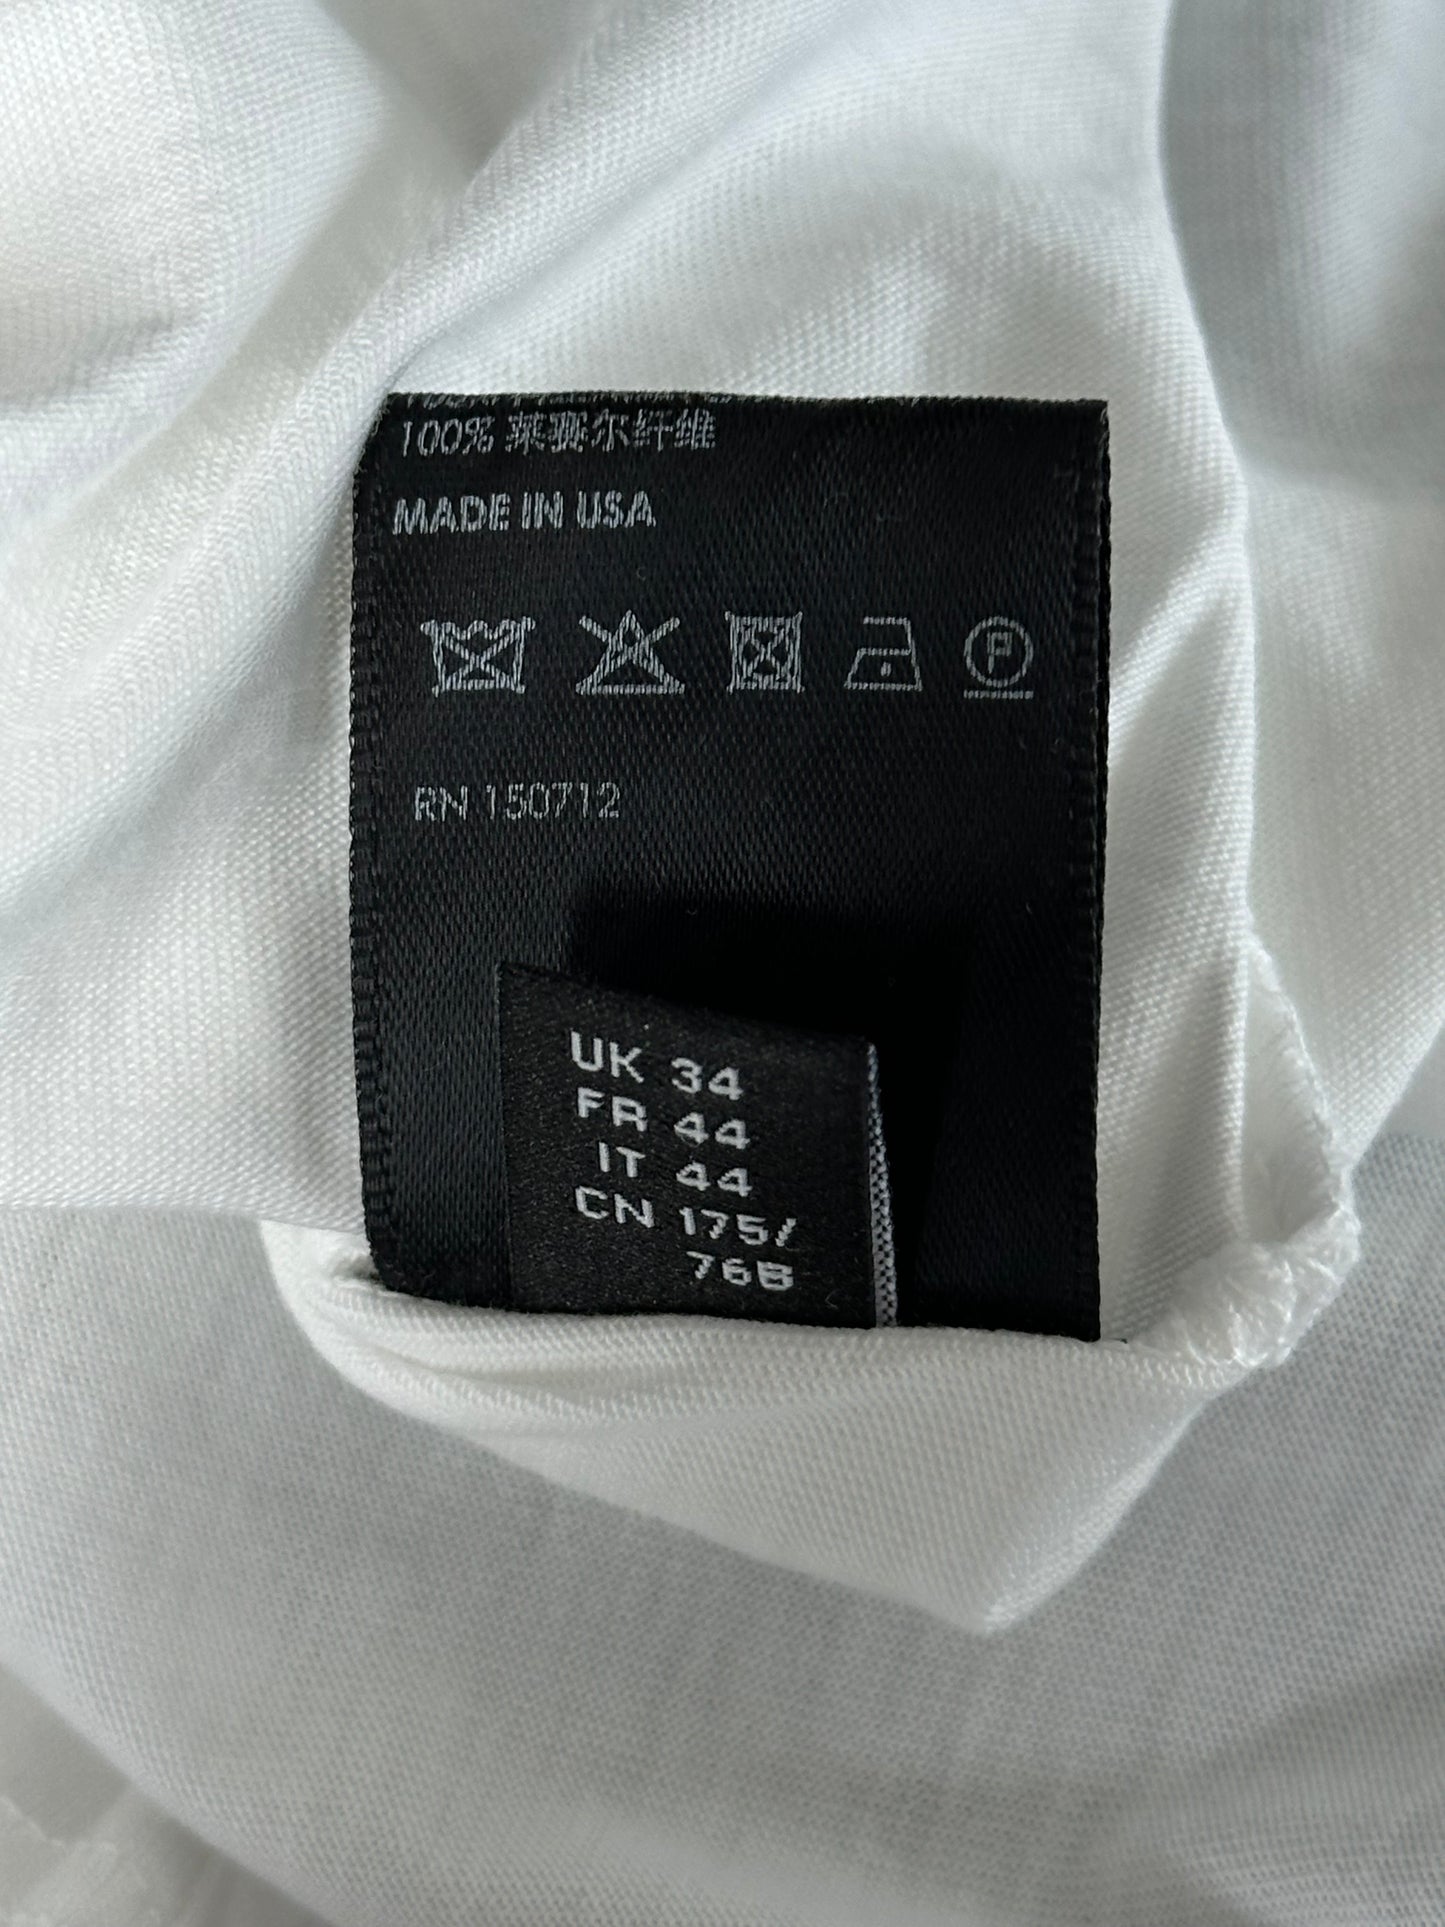 100% 莱赛尔纤维
MADE IN USA
P
RN 150712
UK 34
FR 44
IT 44
CN 175/
76B